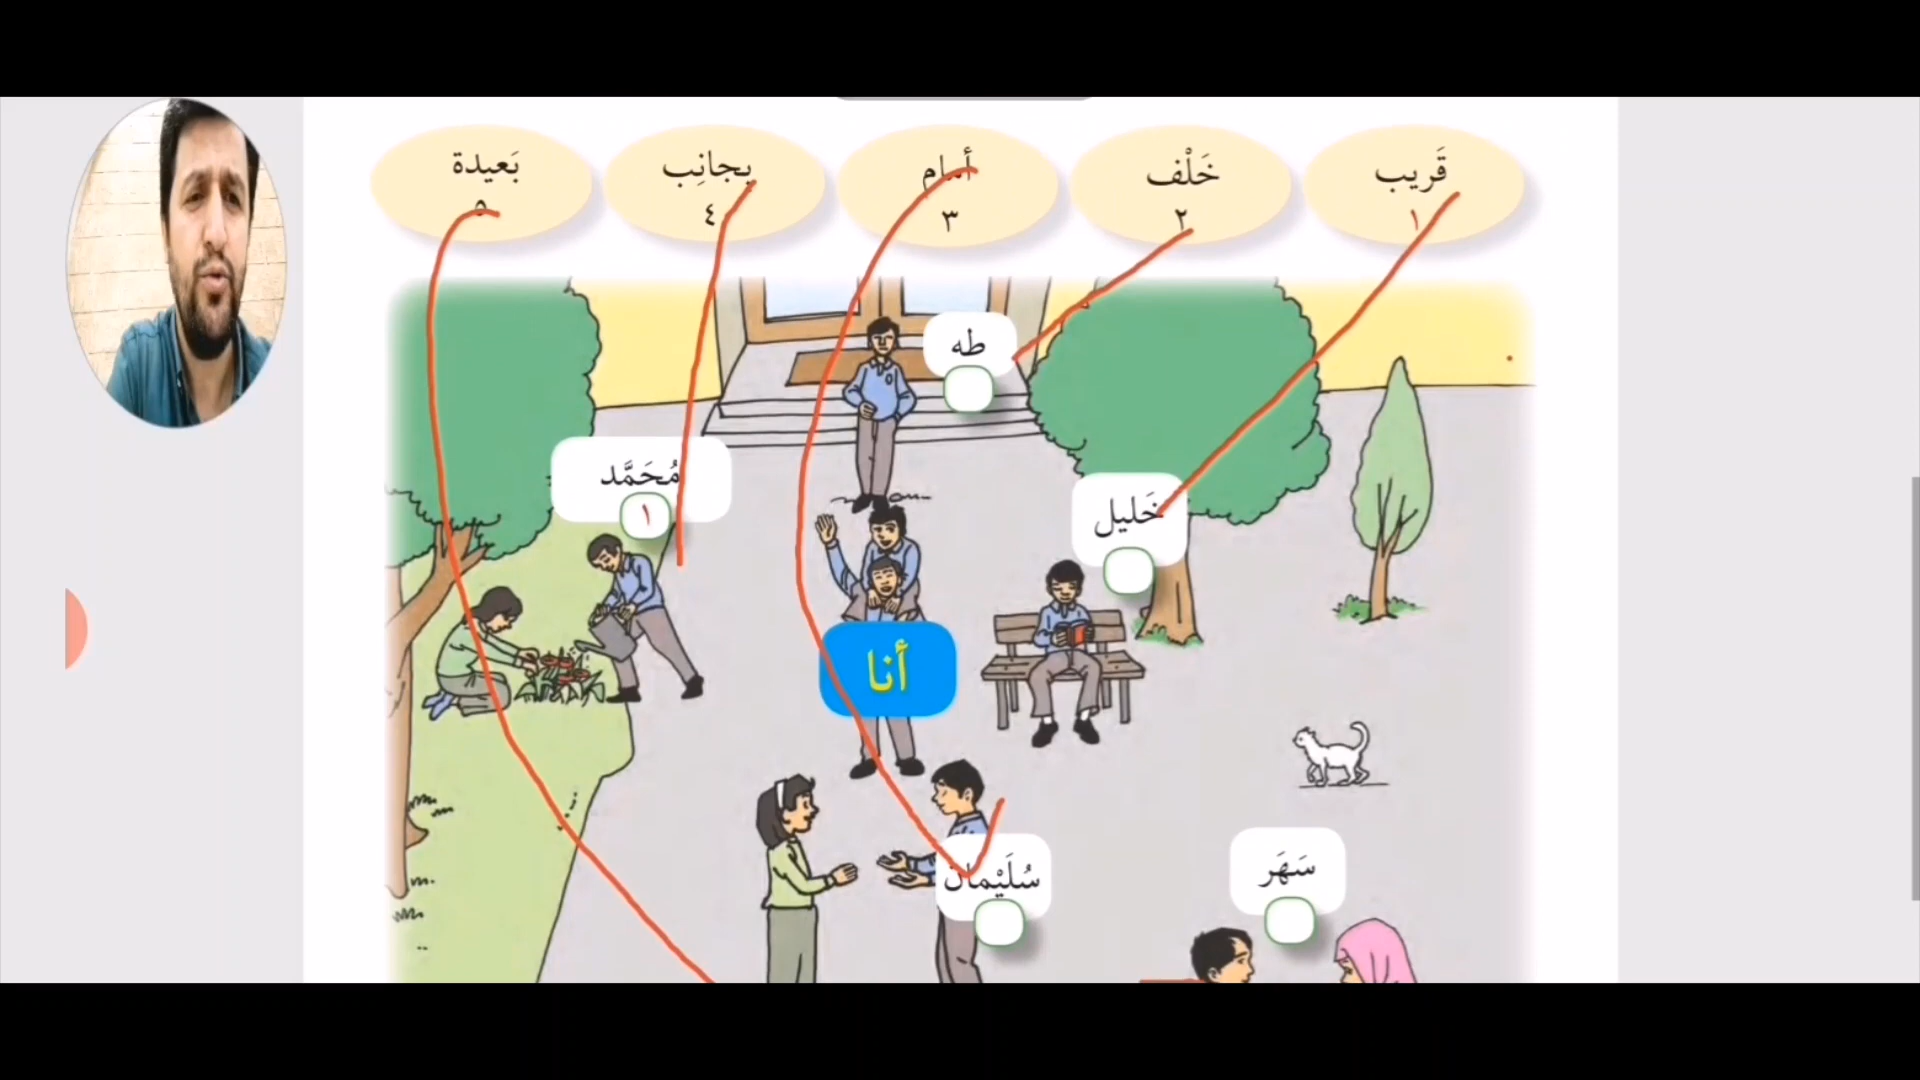 قَريب
١
خَلْف
٢
أمام
٣
بِجانِب
٤
بَعيدة
٥
طه
مُحَمَّد
١
خَليل
أنا
سُلَيْمان
سَهَر